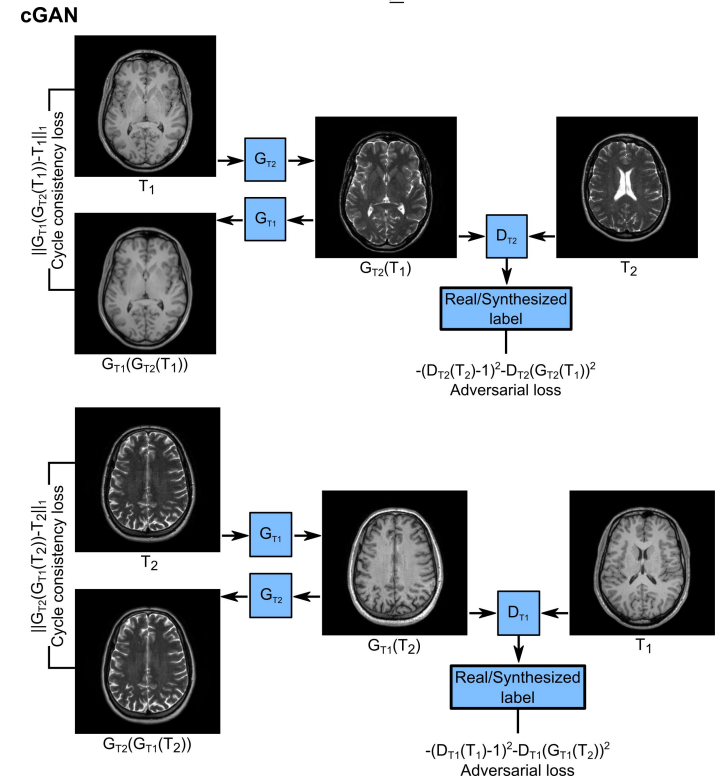 cGAN
||G_T1(G_T2(T_1))-T_1||_1
Cycle consistency loss
T_1
G_T2
G_T1
G_T1(G_T2(T_1))
G_T2(T_1)
D_T2
T_2
Real/Synthesized
label
-(D_T2(T_2)-1)^2-D_T2(G_T2(T_1))^2
Adversarial loss
||G_T2(G_T1(T_2))-T_2||_1
Cycle consistency loss
T_2
G_T1
G_T2
G_T2(G_T1(T_2))
G_T1(T_2)
D_T1
T_1
Real/Synthesized
label
-(D_T1(T_1)-1)^2-D_T1(G_T1(T_2))^2
Adversarial loss